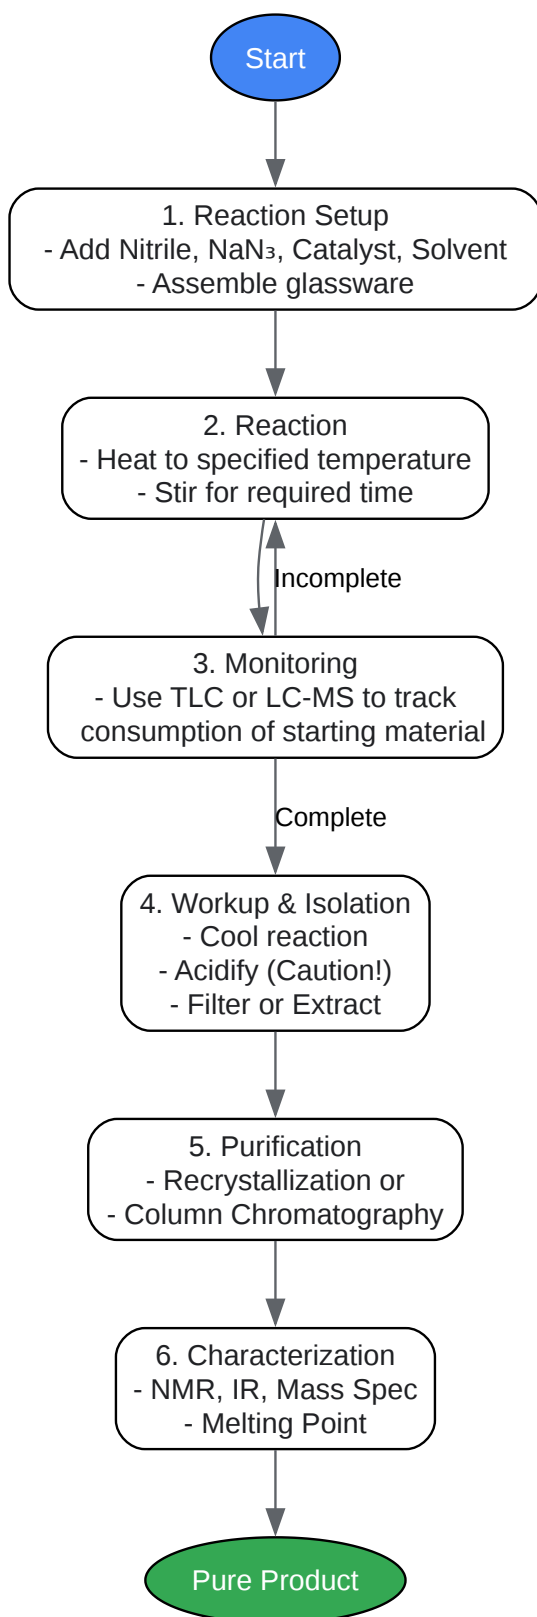 Start
1. Reaction Setup
- Add Nitrile, NaN₃, Catalyst, Solvent
- Assemble glassware
2. Reaction
- Heat to specified temperature
- Stir for required time
Incomplete
3. Monitoring
- Use TLC or LC-MS to track
consumption of starting material
Complete
4. Workup & Isolation
- Cool reaction
- Acidify (Caution!)
- Filter or Extract
5. Purification
- Recrystallization or
- Column Chromatography
6. Characterization
- NMR, IR, Mass Spec
- Melting Point
Pure Product